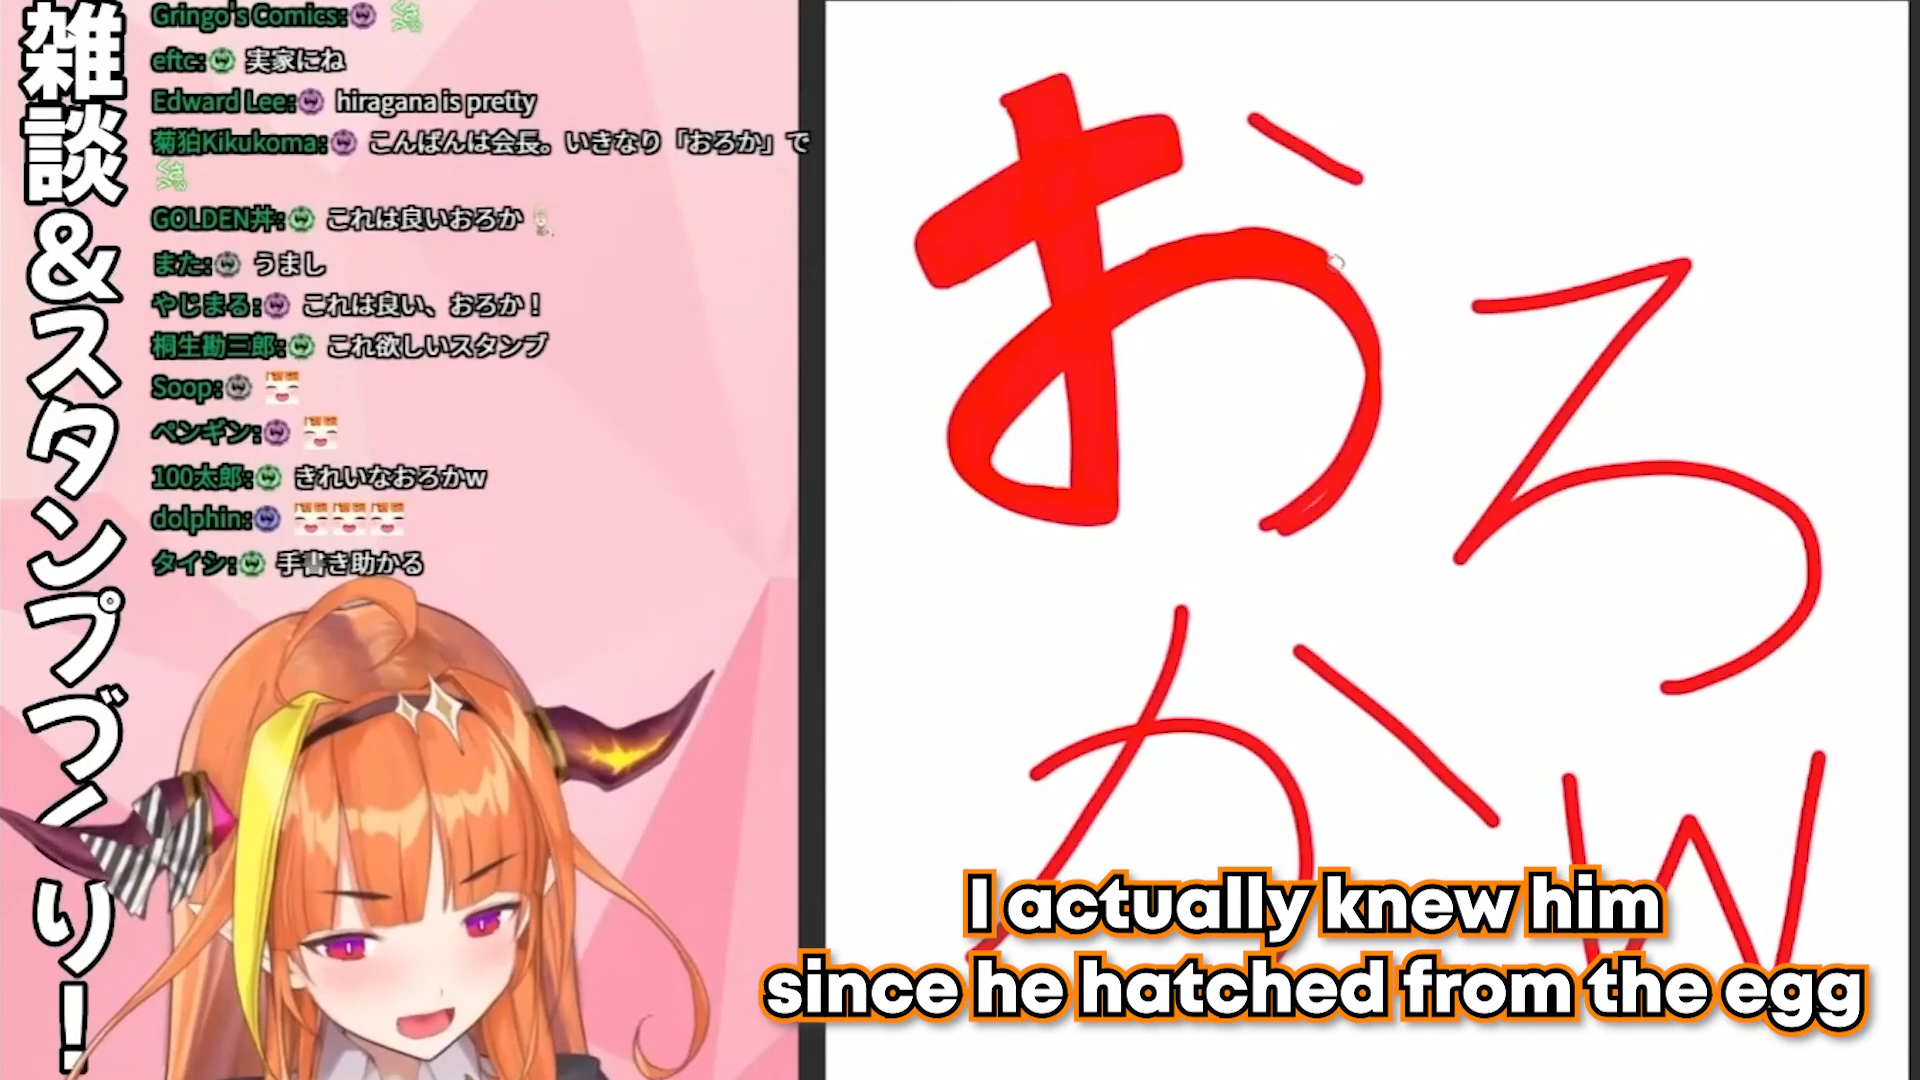 雑談&スタンプづくり!
Gringo's Comics:
eftc: 実家にね
Edward Lee: hiragana is pretty
菊狛Kikukoma: こんばんは会長。いきなり「おろか」で
くさ
GOLDEN丼: これは良いおろか
また: うまし
やじまる: これは良い、おろか!
桐生勘三郎: これ欲しいスタンプ
Soop:
ペンギン:
100太郎: きれいなおろかw
dolphin:
タイシ: 手書き助かる
おろ
かw
I actually knew him
since he hatched from the egg